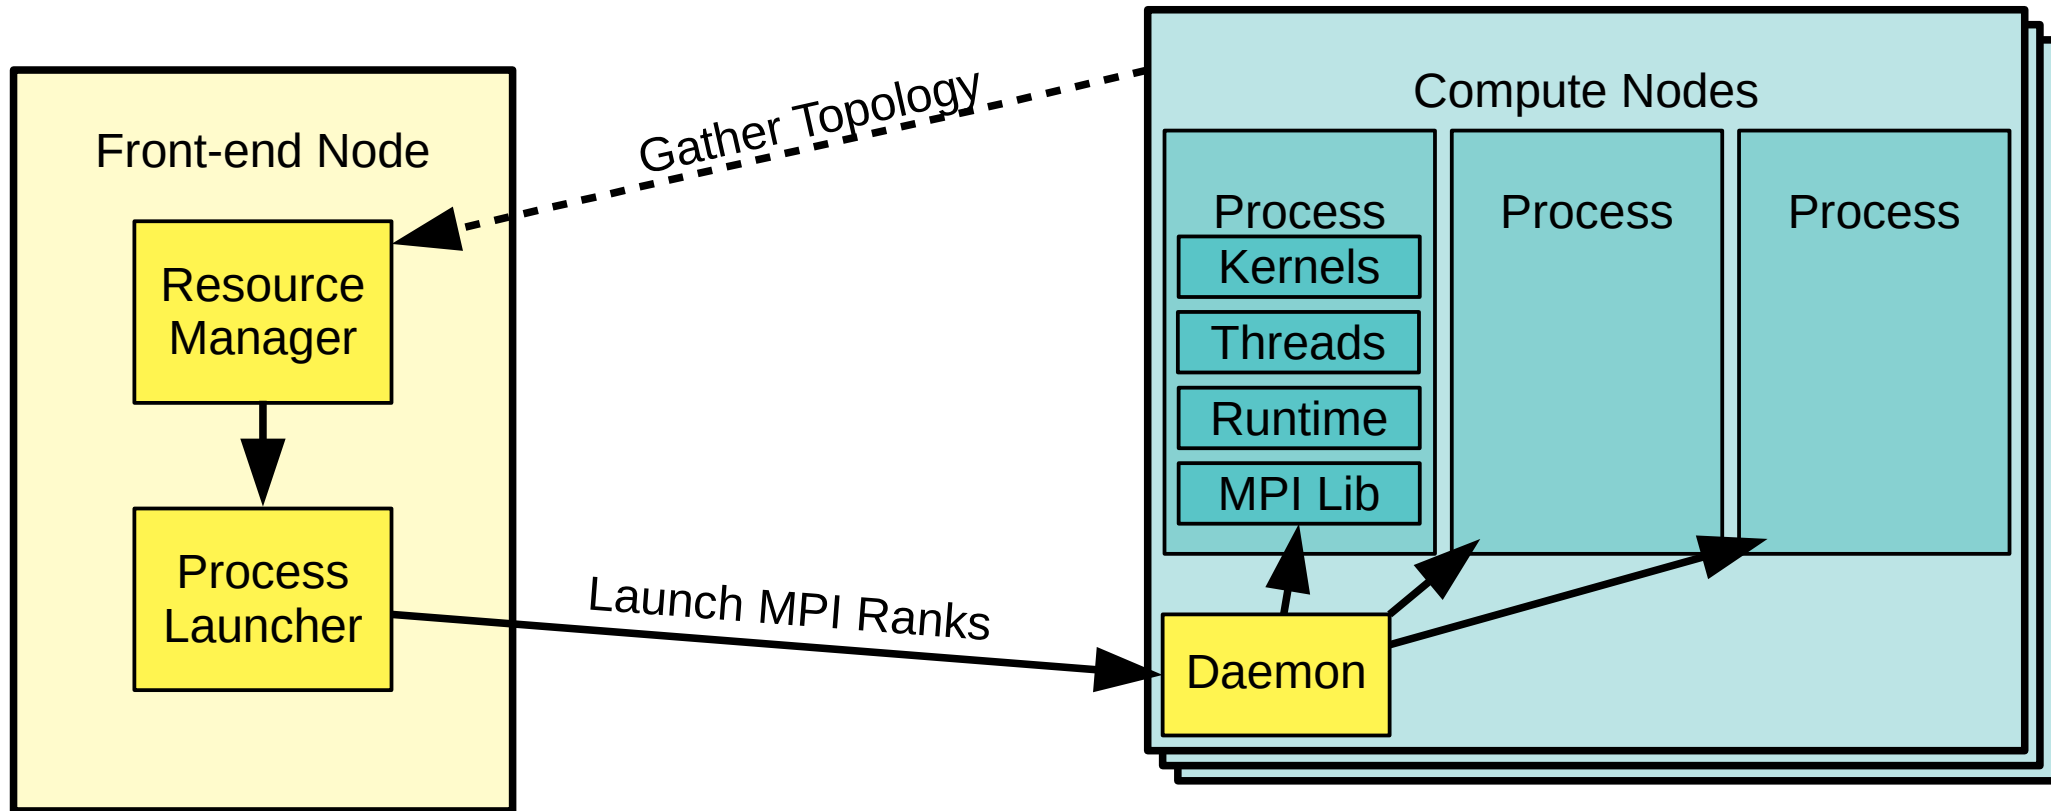 Front-end Node
Resource
Manager
Process
Launcher
Gather Topology
Launch MPI Ranks
Compute Nodes
Process
Kernels
Threads
Runtime
MPI Lib
Process
Process
Daemon